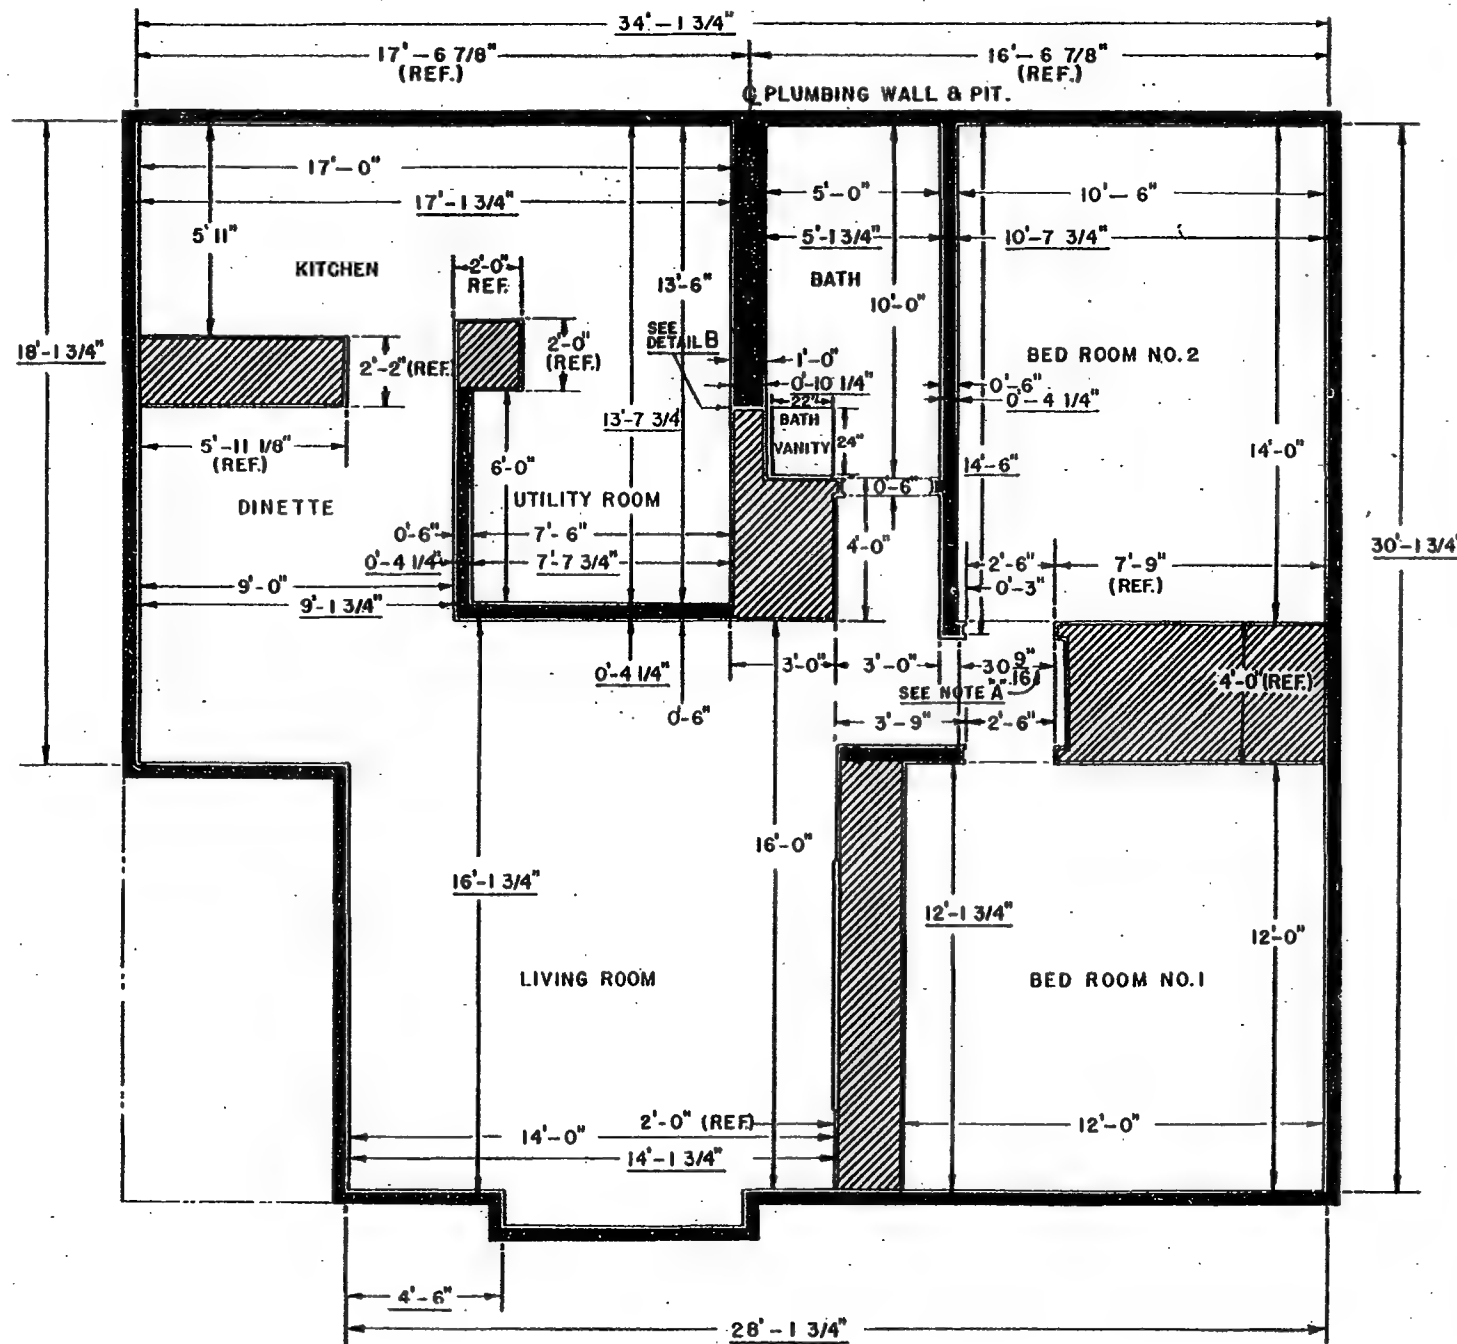 34'-1 3/4"
17'-6 7/8"
(REF.)
16'-6 7/8"
(REF.)
℄ PLUMBING WALL & PIT.
17'-0"
17'-1 3/4"
5'-0"
10'-6"
5'-1 3/4"
10'-7 3/4"
5'11"
KITCHEN
2'-0"
REF.
13'-6"
BATH
10'-0"
SEE
DETAIL B
18'-1 3/4"
2'-2" (REF.)
2'-0"
(REF.)
1'-0"
0'-10 1/4"
BED ROOM NO.2
0'-6"
0'-4 1/4"
22"
BATH
VANITY
24"
13'-7 3/4"
5'-11 1/8"
(REF.)
6'-0"
14'-6"
14'-0"
DINETTE
UTILITY ROOM
0'-6"
0'-6"
7'-6"
4'-0"
30'-1 3/4"
0'-4 1/4"
7'-7 3/4"
2'-6"
7'-9"
(REF.)
9'-0"
0'-3"
9'-1 3/4"
0'-4 1/4"
3'-0"
3'-0"
30 9/16"
4'-0" (REF.)
SEE NOTE "A"
0'-6"
3'-9"
2'-6"
16'-0"
16'-1 3/4"
12'-1 3/4"
12'-0"
LIVING ROOM
BED ROOM NO.1
2'-0" (REF.)
14'-0"
12'-0"
14'-1 3/4"
4'-6"
28'-1 3/4"